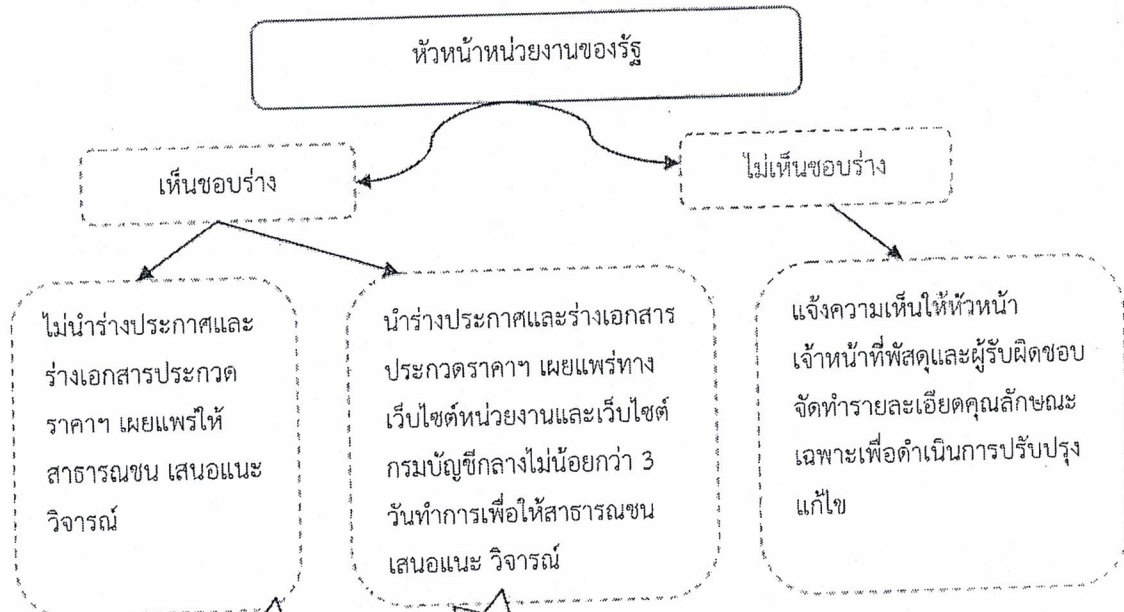 หัวหน้าหน่วยงานของรัฐ
เห็นชอบร่าง
ไม่เห็นชอบร่าง
ไม่นำร่างประกาศและ
ร่างเอกสารประกวด
ราคาฯ เผยแพร่ให้
สาธารณชน เสนอแนะ
วิจารณ์
นำร่างประกาศและร่างเอกสาร
ประกวดราคาฯ เผยแพร่ทาง
เว็บไซต์หน่วยงานและเว็บไซต์
กรมบัญชีกลางไม่น้อยกว่า 3
วันทำการเพื่อให้สาธารณชน
เสนอแนะ วิจารณ์
แจ้งความเห็นให้หัวหน้า
เจ้าหน้าที่พัสดุและผู้รับผิดชอบ
จัดทำรายละเอียดคุณลักษณะ
เฉพาะเพื่อดำเนินการปรับปรุง
แก้ไข